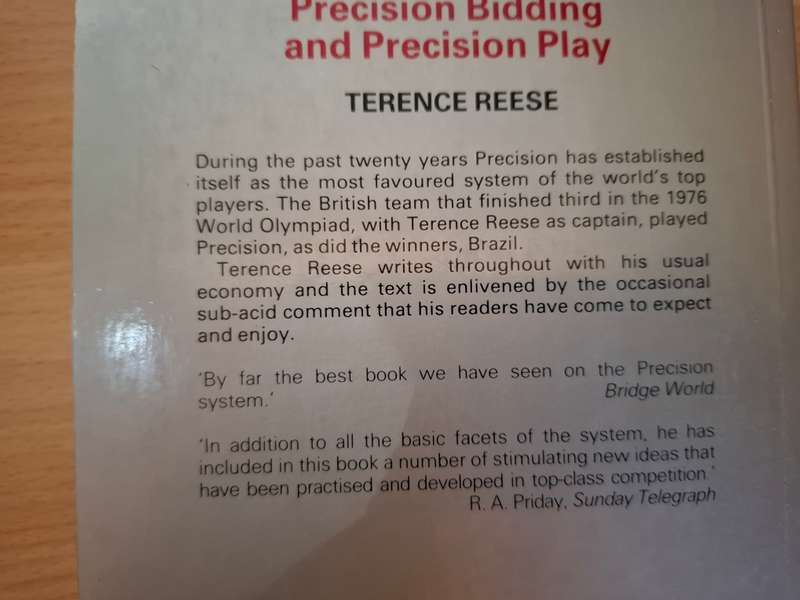 Precision Bidding
and Precision Play
TERENCE REESE
During the past twenty years Precision has established
itself as the most favoured system of the world's top
players. The British team that finished third in the 1976
World Olympiad, with Terence Reese as captain, played
Precision, as did the winners, Brazil.
Terence Reese writes throughout with his usual
economy and the text is enlivened by the occasional
sub-acid comment that his readers have come to expect
and enjoy.
'By far the best book we have seen on the Precision
system.' Bridge World
'In addition to all the basic facets of the system, he has
included in this book a number of stimulating new ideas that
have been practised and developed in top-class competition.'
R. A. Priday, Sunday Telegraph